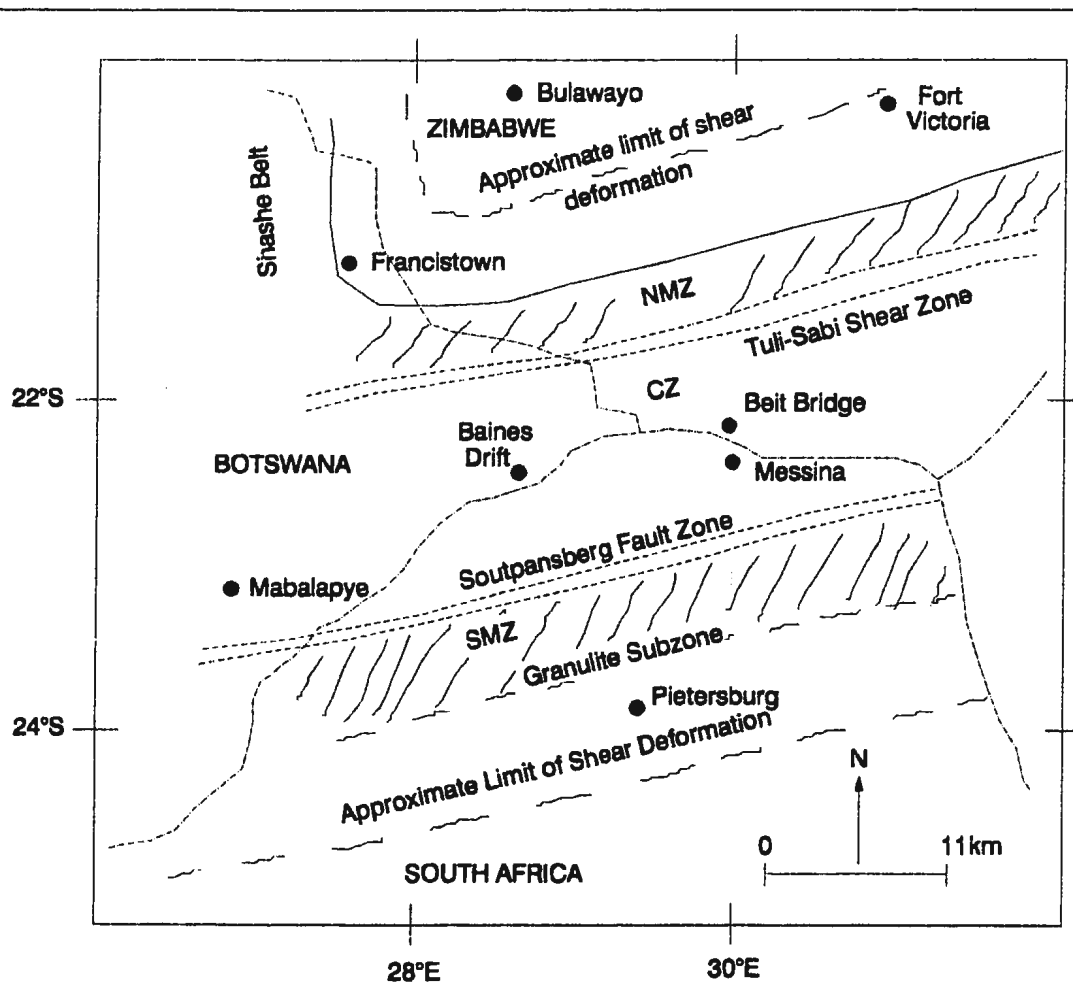 Bulawayo
ZIMBABWE
Fort
Victoria
Approximate limit of shear
deformation
Shashe Belt
Francistown
NMZ
Tuli-Sabi Shear Zone
22°S
CZ
Beit Bridge
Baines
Drift
BOTSWANA
Messina
Soutpansberg Fault Zone
Mabalapye
SMZ
Granulite Subzone
Pietersburg
24°S
Approximate Limit of Shear Deformation
N
0
11km
SOUTH AFRICA
28°E
30°E